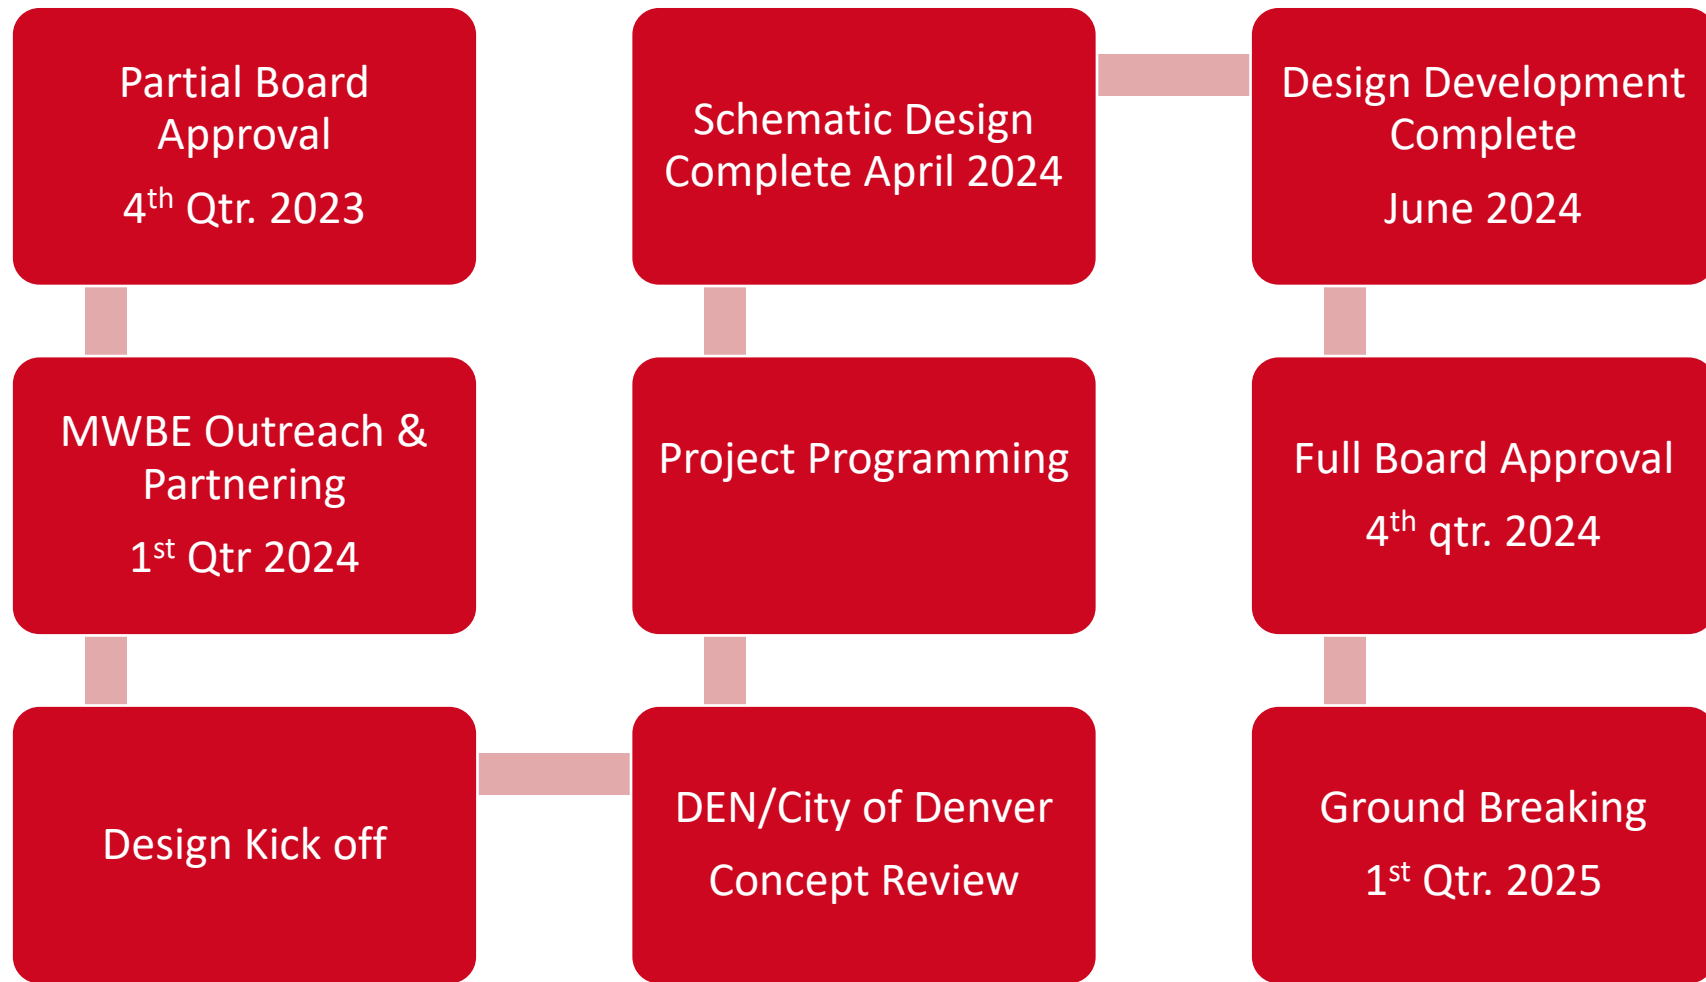 Partial Board
Approval
4th Qtr. 2023
MWBE Outreach &
Partnering
1st Qtr 2024
Design Kick off
DEN/City of Denver
Concept Review
Project Programming
Schematic Design
Complete April 2024
Design Development
Complete
June 2024
Full Board Approval
4th qtr. 2024
Ground Breaking
1st Qtr. 2025